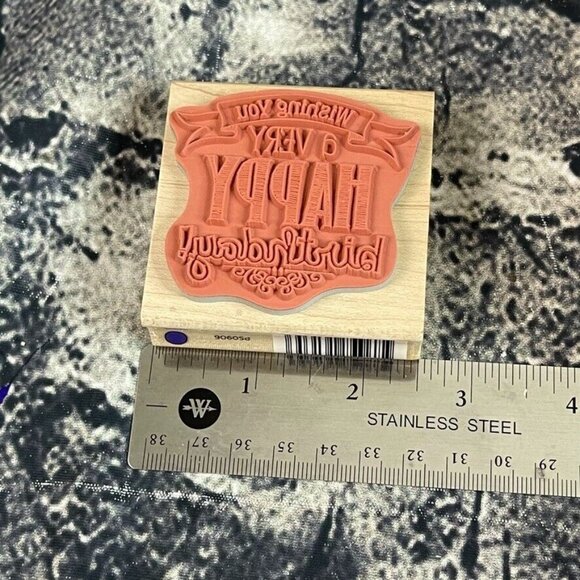 Wishing you
a VERY
HAPPY
birthday!
PS0906
1 2 3 4
W
STAINLESS STEEL
38 37 36 35 34 33 32 31 30 29